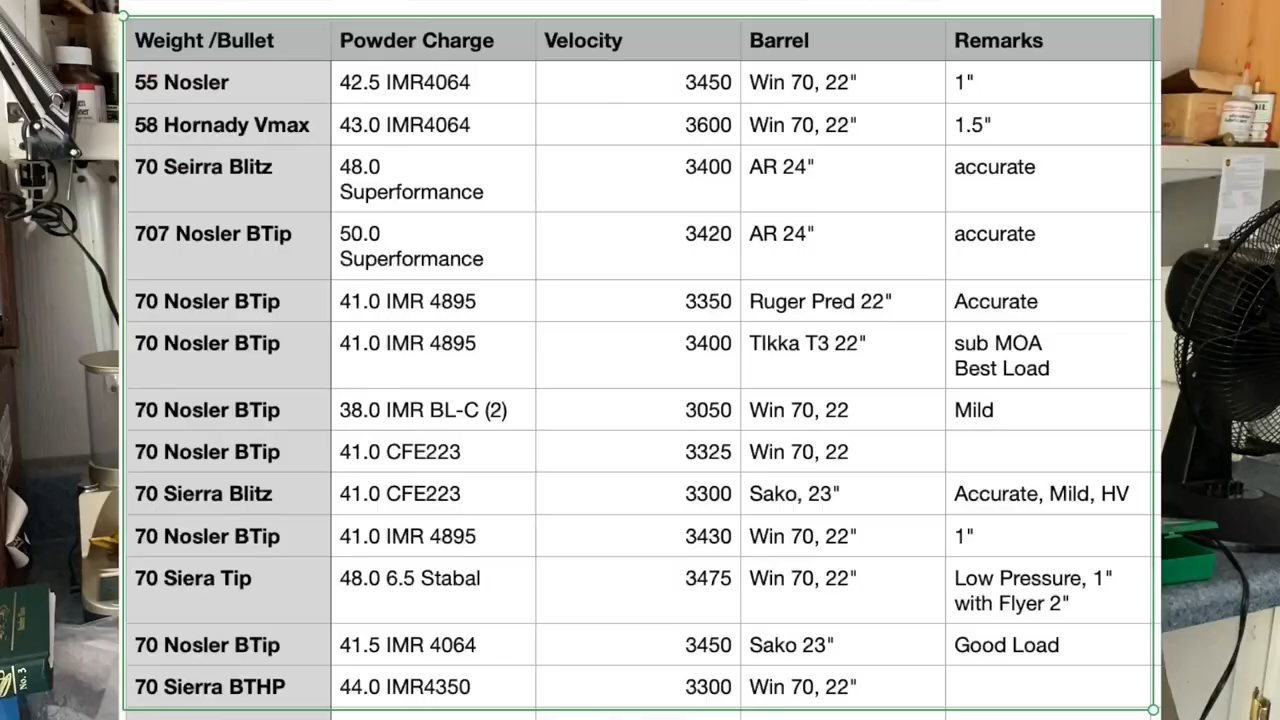 Weight /Bullet Powder Charge Velocity Barrel Remarks
55 Nosler 42.5 IMR4064 3450 Win 70, 22" 1"
58 Hornady Vmax 43.0 IMR4064 3600 Win 70, 22" 1.5"
70 Seirra Blitz 48.0 3400 AR 24" accurate
Superformance
707 Nosler BTip 50.0 3420 AR 24" accurate
Superformance
70 Nosler BTip 41.0 IMR 4895 3350 Ruger Pred 22" Accurate
70 Nosler BTip 41.0 IMR 4895 3400 TIkka T3 22" sub MOA
Best Load
70 Nosler BTip 38.0 IMR BL-C (2) 3050 Win 70, 22 Mild
70 Nosler BTip 41.0 CFE223 3325 Win 70, 22
70 Sierra Blitz 41.0 CFE223 3300 Sako, 23" Accurate, Mild, HV
70 Nosler BTip 41.0 IMR 4895 3430 Win 70, 22" 1"
70 Siera Tip 48.0 6.5 Stabal 3475 Win 70, 22" Low Pressure, 1"
with Flyer 2"
70 Nosler BTip 41.5 IMR 4064 3450 Sako 23" Good Load
70 Sierra BTHP 44.0 IMR4350 3300 Win 70, 22"
No. 3